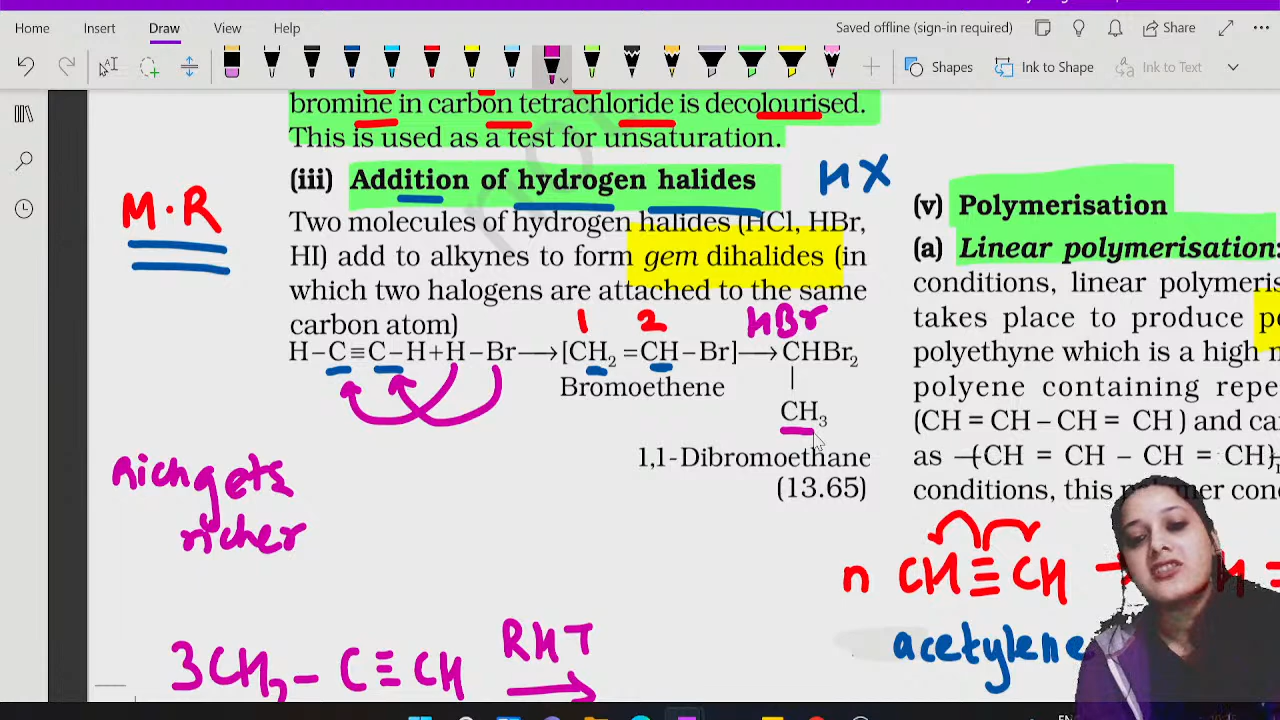 Home Insert Draw View Help
Saved offline (sign-in required)
Share
Shapes Ink to Shape Ink to Text
bromine in carbon tetrachloride is decolourised.
This is used as a test for unsaturation.
(iii) Addition of hydrogen halides
HX
M.R
Two molecules of hydrogen halides (HCl, HBr,
HI) add to alkynes to form gem dihalides (in
which two halogens are attached to the same
carbon atom)
1 2 HBr
H–C≡C–H+H–Br→[CH₂=CH–Br]→CHBr₂
Bromoethene
CH₃
1,1-Dibromoethane
(13.65)
Rich gets
richer
3CH₃–C≡CH RHT
(v) Polymerisation
(a) Linear polymerisation:
conditions, linear
takes place to produce
polyethyne which is a high
polyene containing
(CH = CH – CH = CH) and
as –(CH = CH – CH = CH)n
conditions, this polymer
n CH≡CH →
acetylene